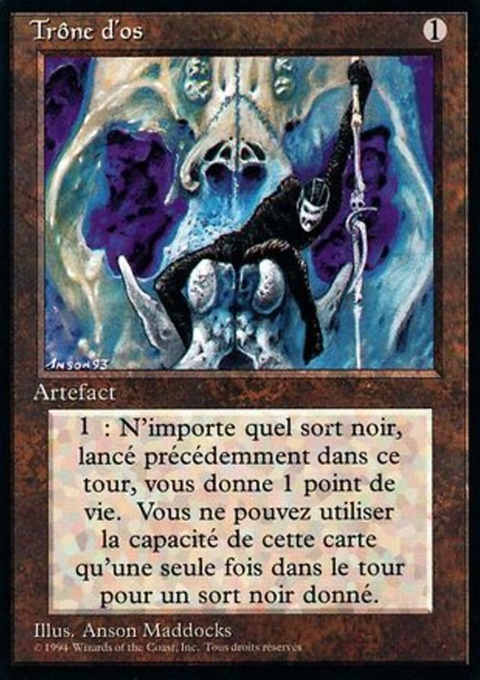 Trône d'os 1
ANSON93
Artefact
1 : N'importe quel sort noir,
lancé précédemment dans ce
tour, vous donne 1 point de
vie. Vous ne pouvez utiliser
la capacité de cette carte
qu'une seule fois dans le tour
pour un sort noir donné.
Illus. Anson Maddocks
© 1994 Wizards of the Coast, Inc. Tous droits réservés